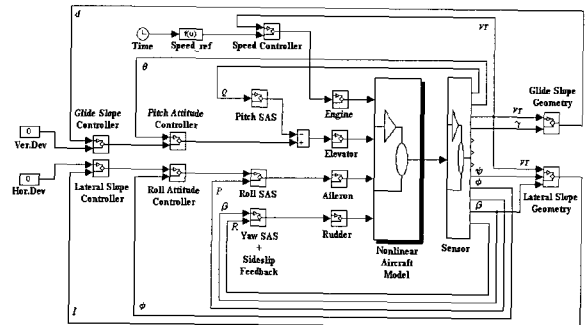 d
Time
f(u)
Speed_ref
Speed Controller
VT
θ
Glide Slope
Controller
Pitch Attitude
Controller
Q
Pitch SAS
Engine
VT
γ
Glide Slope
Geometry
0
Ver.Dev
Elevator
0
Hor.Dev
Lateral Slope
Controller
Roll Attitude
Controller
P
Roll SAS
Aileron
VT
ψ
ϕ
β
Lateral Slope
Geometry
β
R
Yaw SAS
+
Sideslip
Feedback
Rudder
Nonlinear
Aircraft
Model
Sensor
l
ϕ